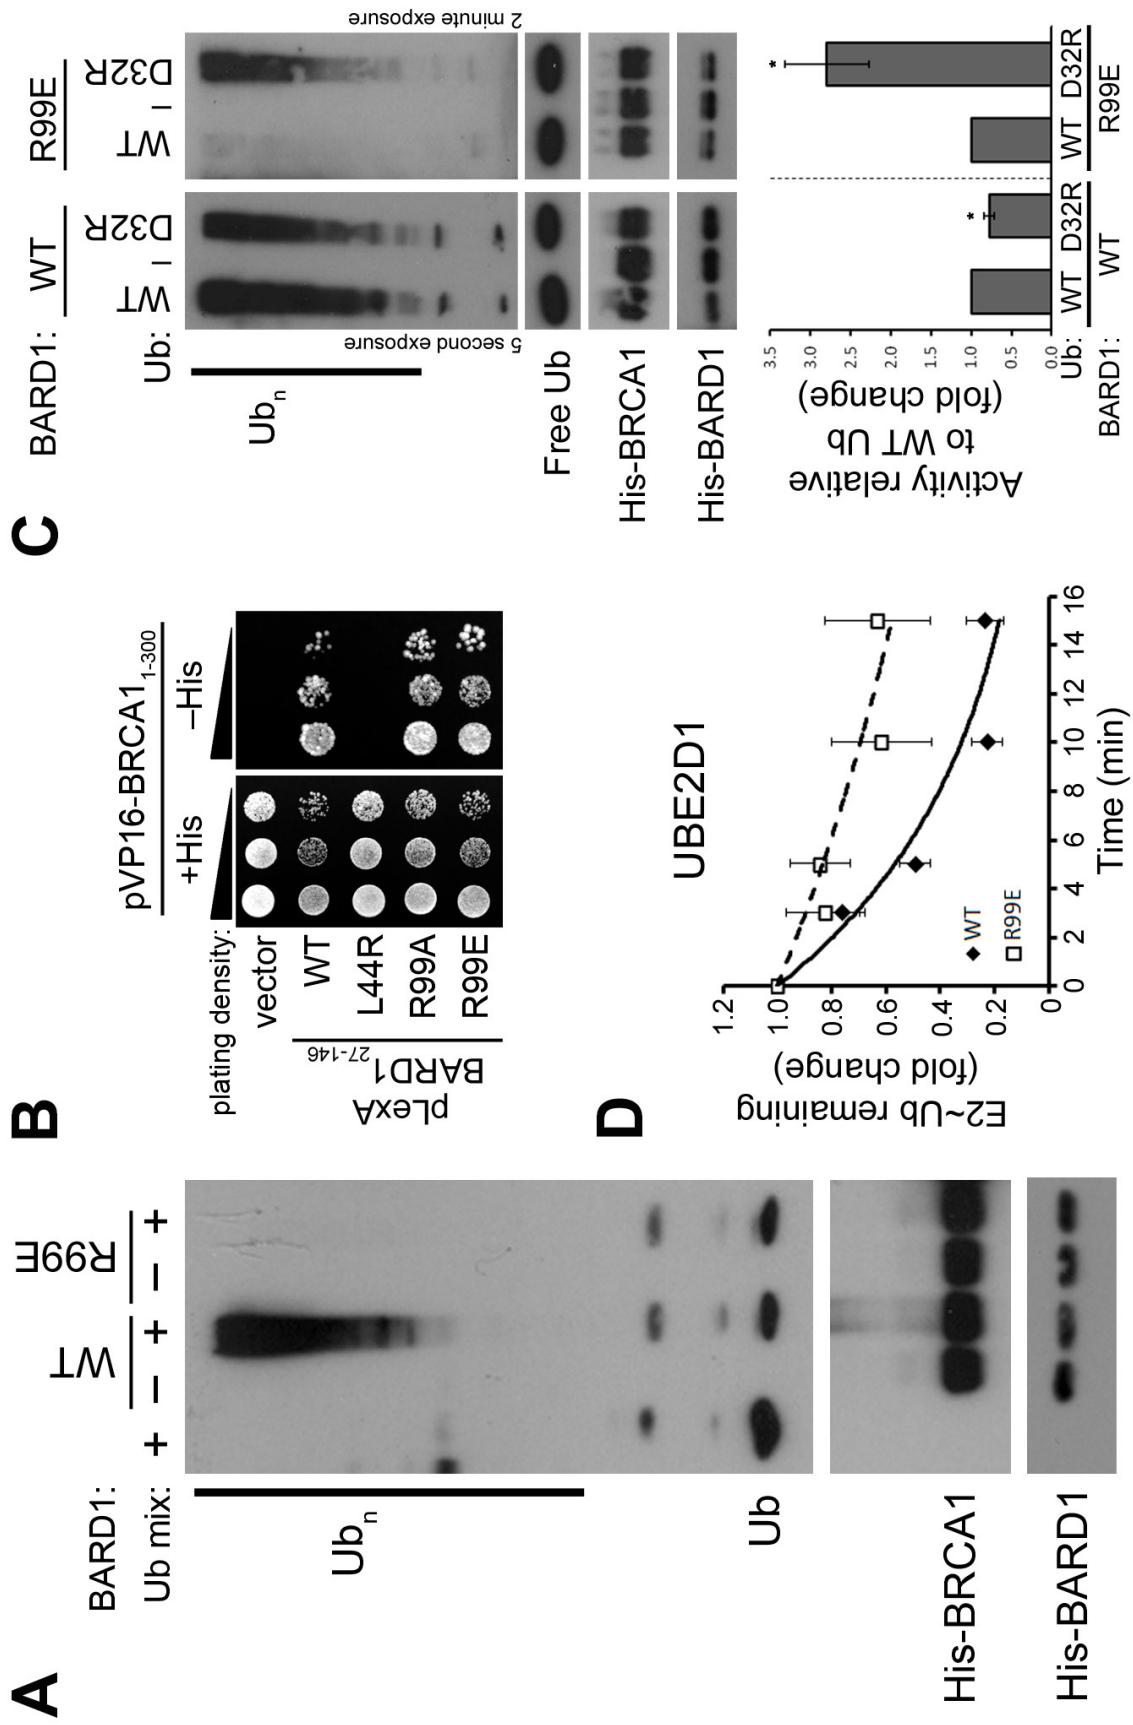 A
BARD1:
WT
R99E
Ub mix:
+
–
+
–
+
Ubn
Ub
His-BRCA1
His-BARD1
B
pVP16-BRCA11-300
+His
–His
plating density:
vector
WT
L44R
R99A
R99E
pLexA
BARD127-146
C
BARD1:
WT
R99E
Ub:
WT
–
D32R
WT
–
D32R
Ubn
5 second exposure
2 minute exposure
Free Ub
His-BRCA1
His-BARD1
Activity relative
to WT Ub
(fold change)
3.5
3.0
2.5
2.0
1.5
1.0
0.5
0.0
*
*
Ub:
WT
D32R
WT
D32R
BARD1:
WT
R99E
D
UBE2D1
E2~Ub remaining
(fold change)
1.2
1.0
0.8
0.6
0.4
0.2
0
WT
R99E
0
2
4
6
8
10
12
14
16
Time (min)